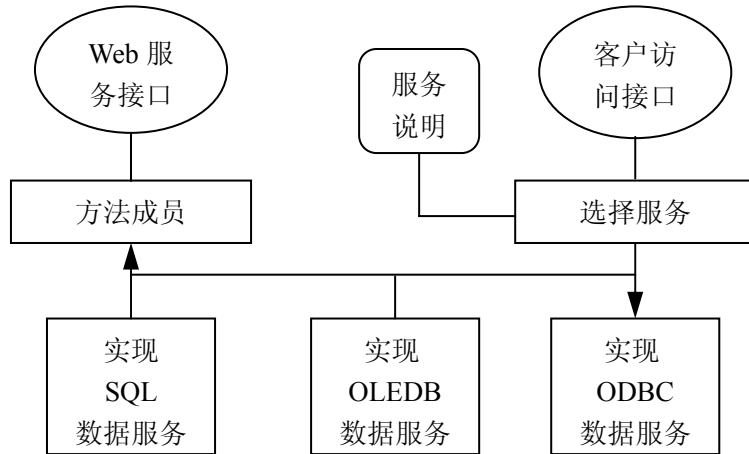 Web 服
务接口
服务
说明
客户访
问接口
方法成员
选择服务
实现
SQL
数据服务
实现
OLEDB
数据服务
实现
ODBC
数据服务